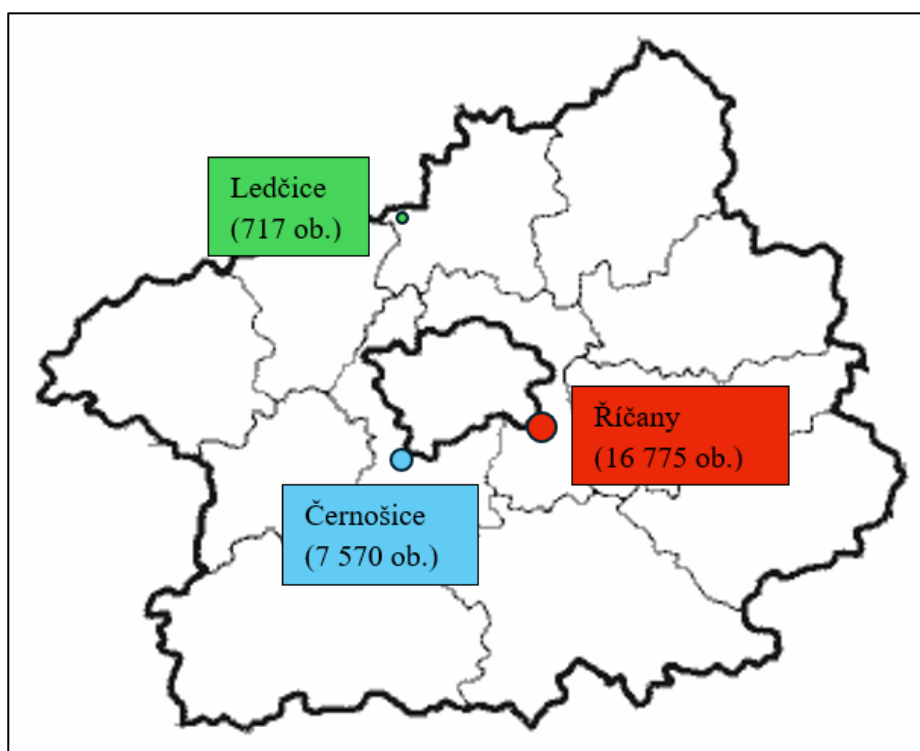 Ledčice
(717 ob.)
Říčany
(16 775 ob.)
Černošice
(7 570 ob.)